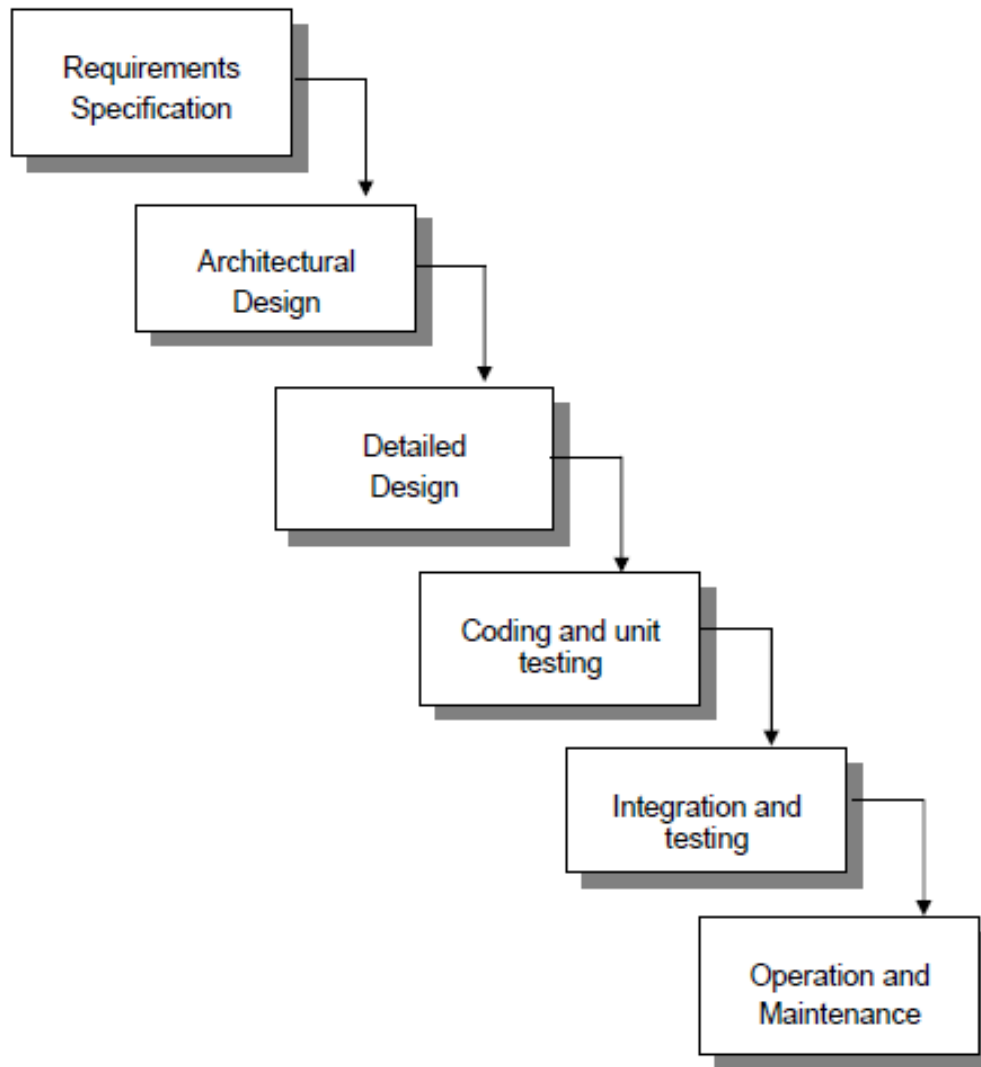 Requirements
Specification
Architectural
Design
Detailed
Design
Coding and unit
testing
Integration and
testing
Operation and
Maintenance